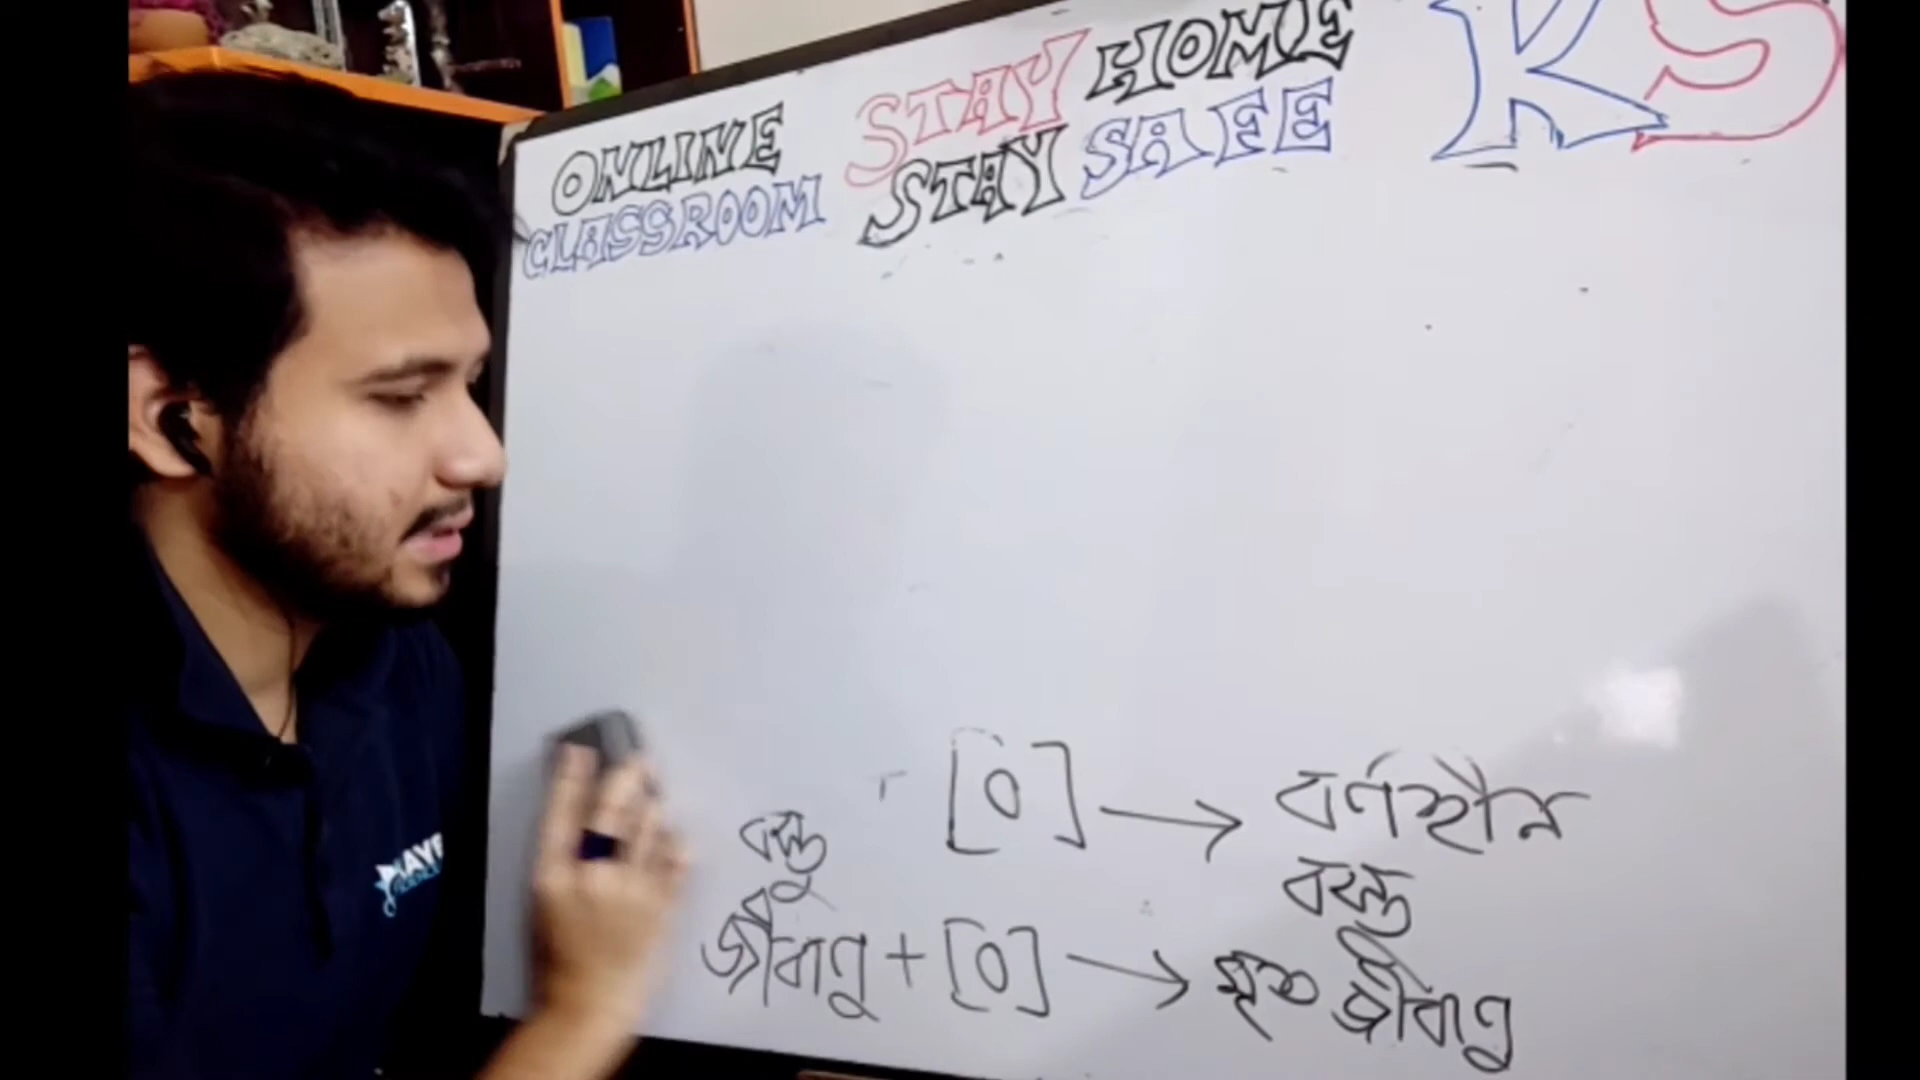 ONLINE
CLASSROOM
STAY HOME
STAY SAFE
KS
[O] → বর্ণহীন
বস্তু
বস্তু
জীবাণু + [O] → মৃত জীবাণু